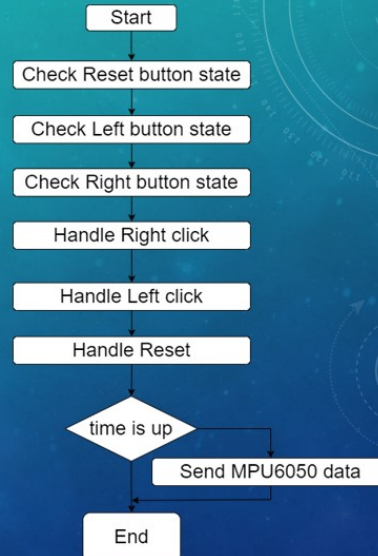 Start
Check Reset button state
Check Left button state
Check Right button state
Handle Right click
Handle Left click
Handle Reset
time is up
Send MPU6050 data
End